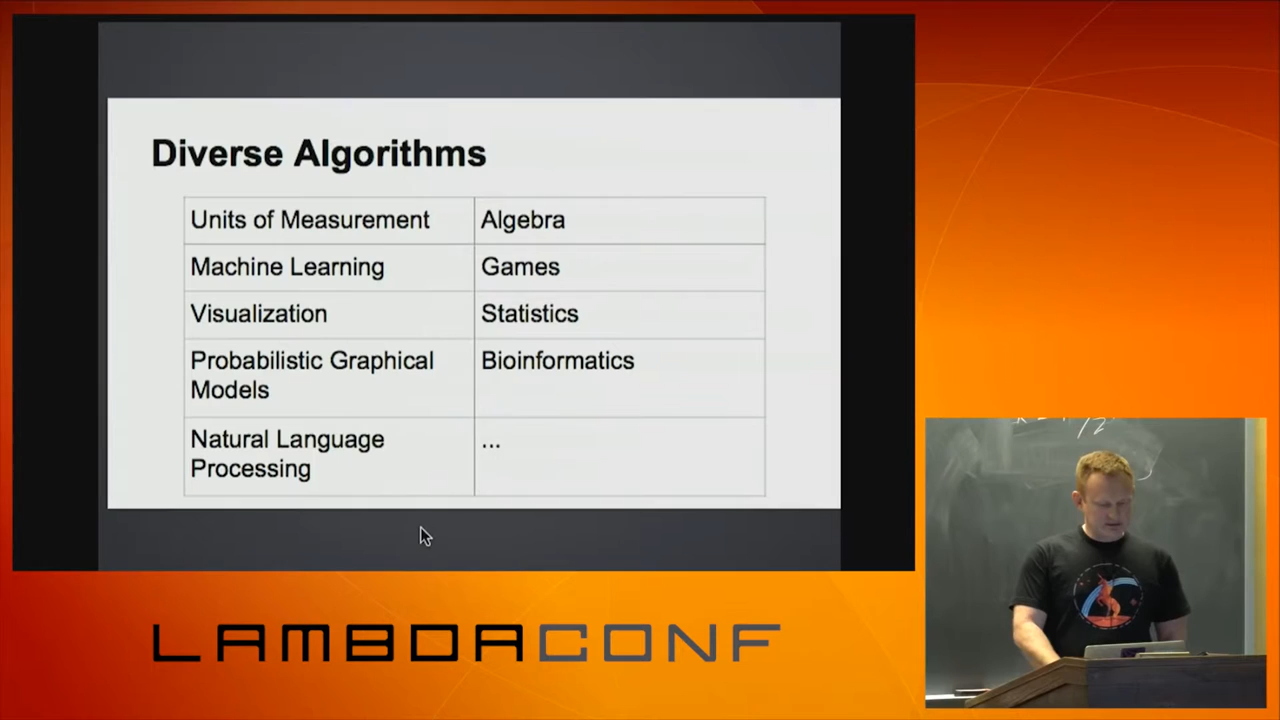 Diverse Algorithms
Units of Measurement
Algebra
Machine Learning
Games
Visualization
Statistics
Probabilistic Graphical
Models
Bioinformatics
Natural Language
Processing
...
LAMBDACONF